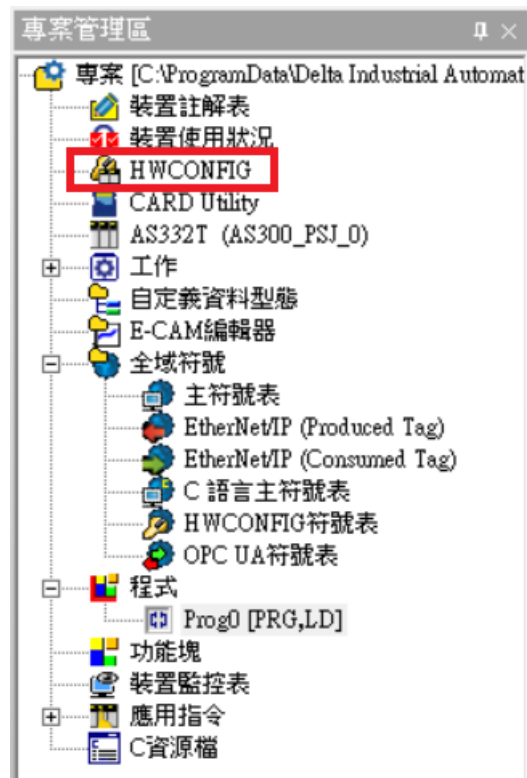 專案管理區
專案 [C:\ProgramData\Delta Industrial Automat
裝置註解表
裝置使用狀況
HWCONFIG
CARD Utility
AS332T (AS300_PSJ_0)
工作
自定義資料型態
E-CAM編輯器
全域符號
主符號表
EtherNet/IP (Produced Tag)
EtherNet/IP (Consumed Tag)
C 語言主符號表
HWCONFIG符號表
OPC UA符號表
程式
Prog0 [PRG,LD]
功能塊
裝置監控表
應用指令
C資源檔